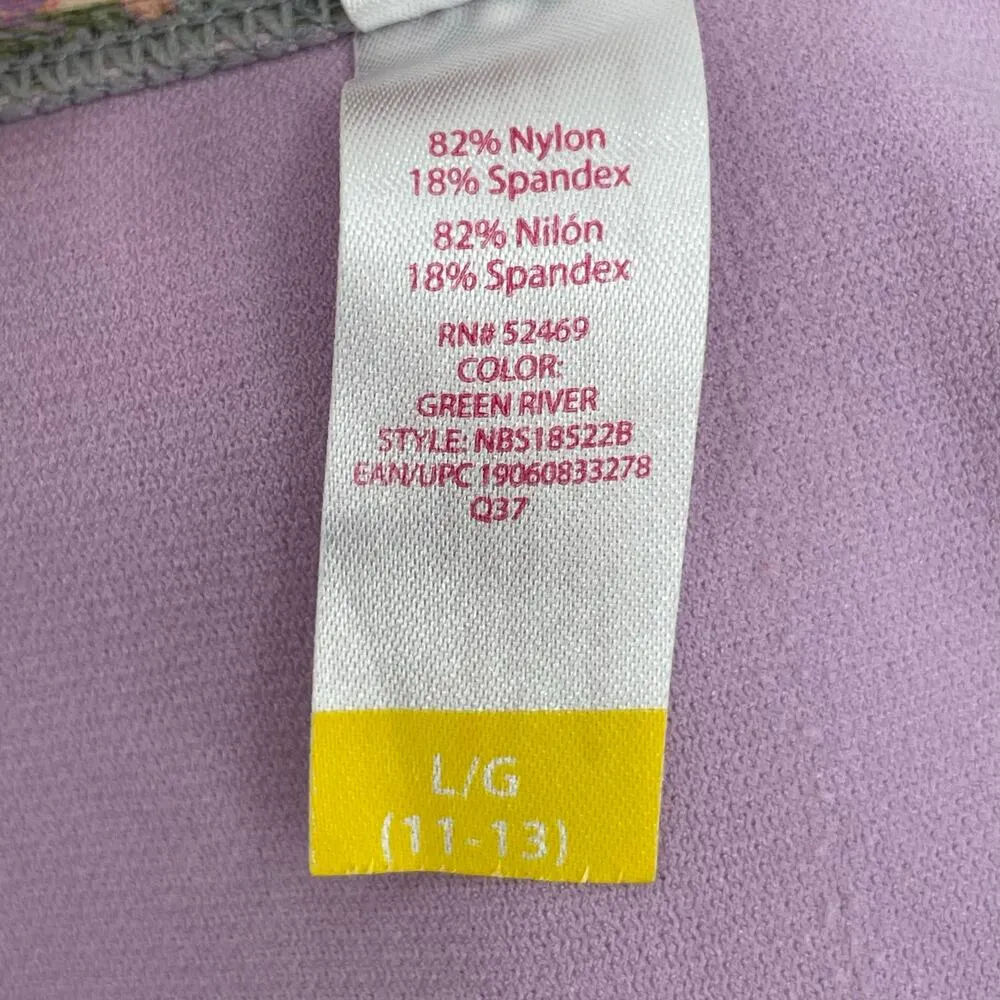 82% Nylon
18% Spandex
82% Nilón
18% Spandex
RN# 52469
COLOR:
GREEN RIVER
STYLE: NBS18522B
EAN/UPC 19060833278
Q37
L/G
(11-13)